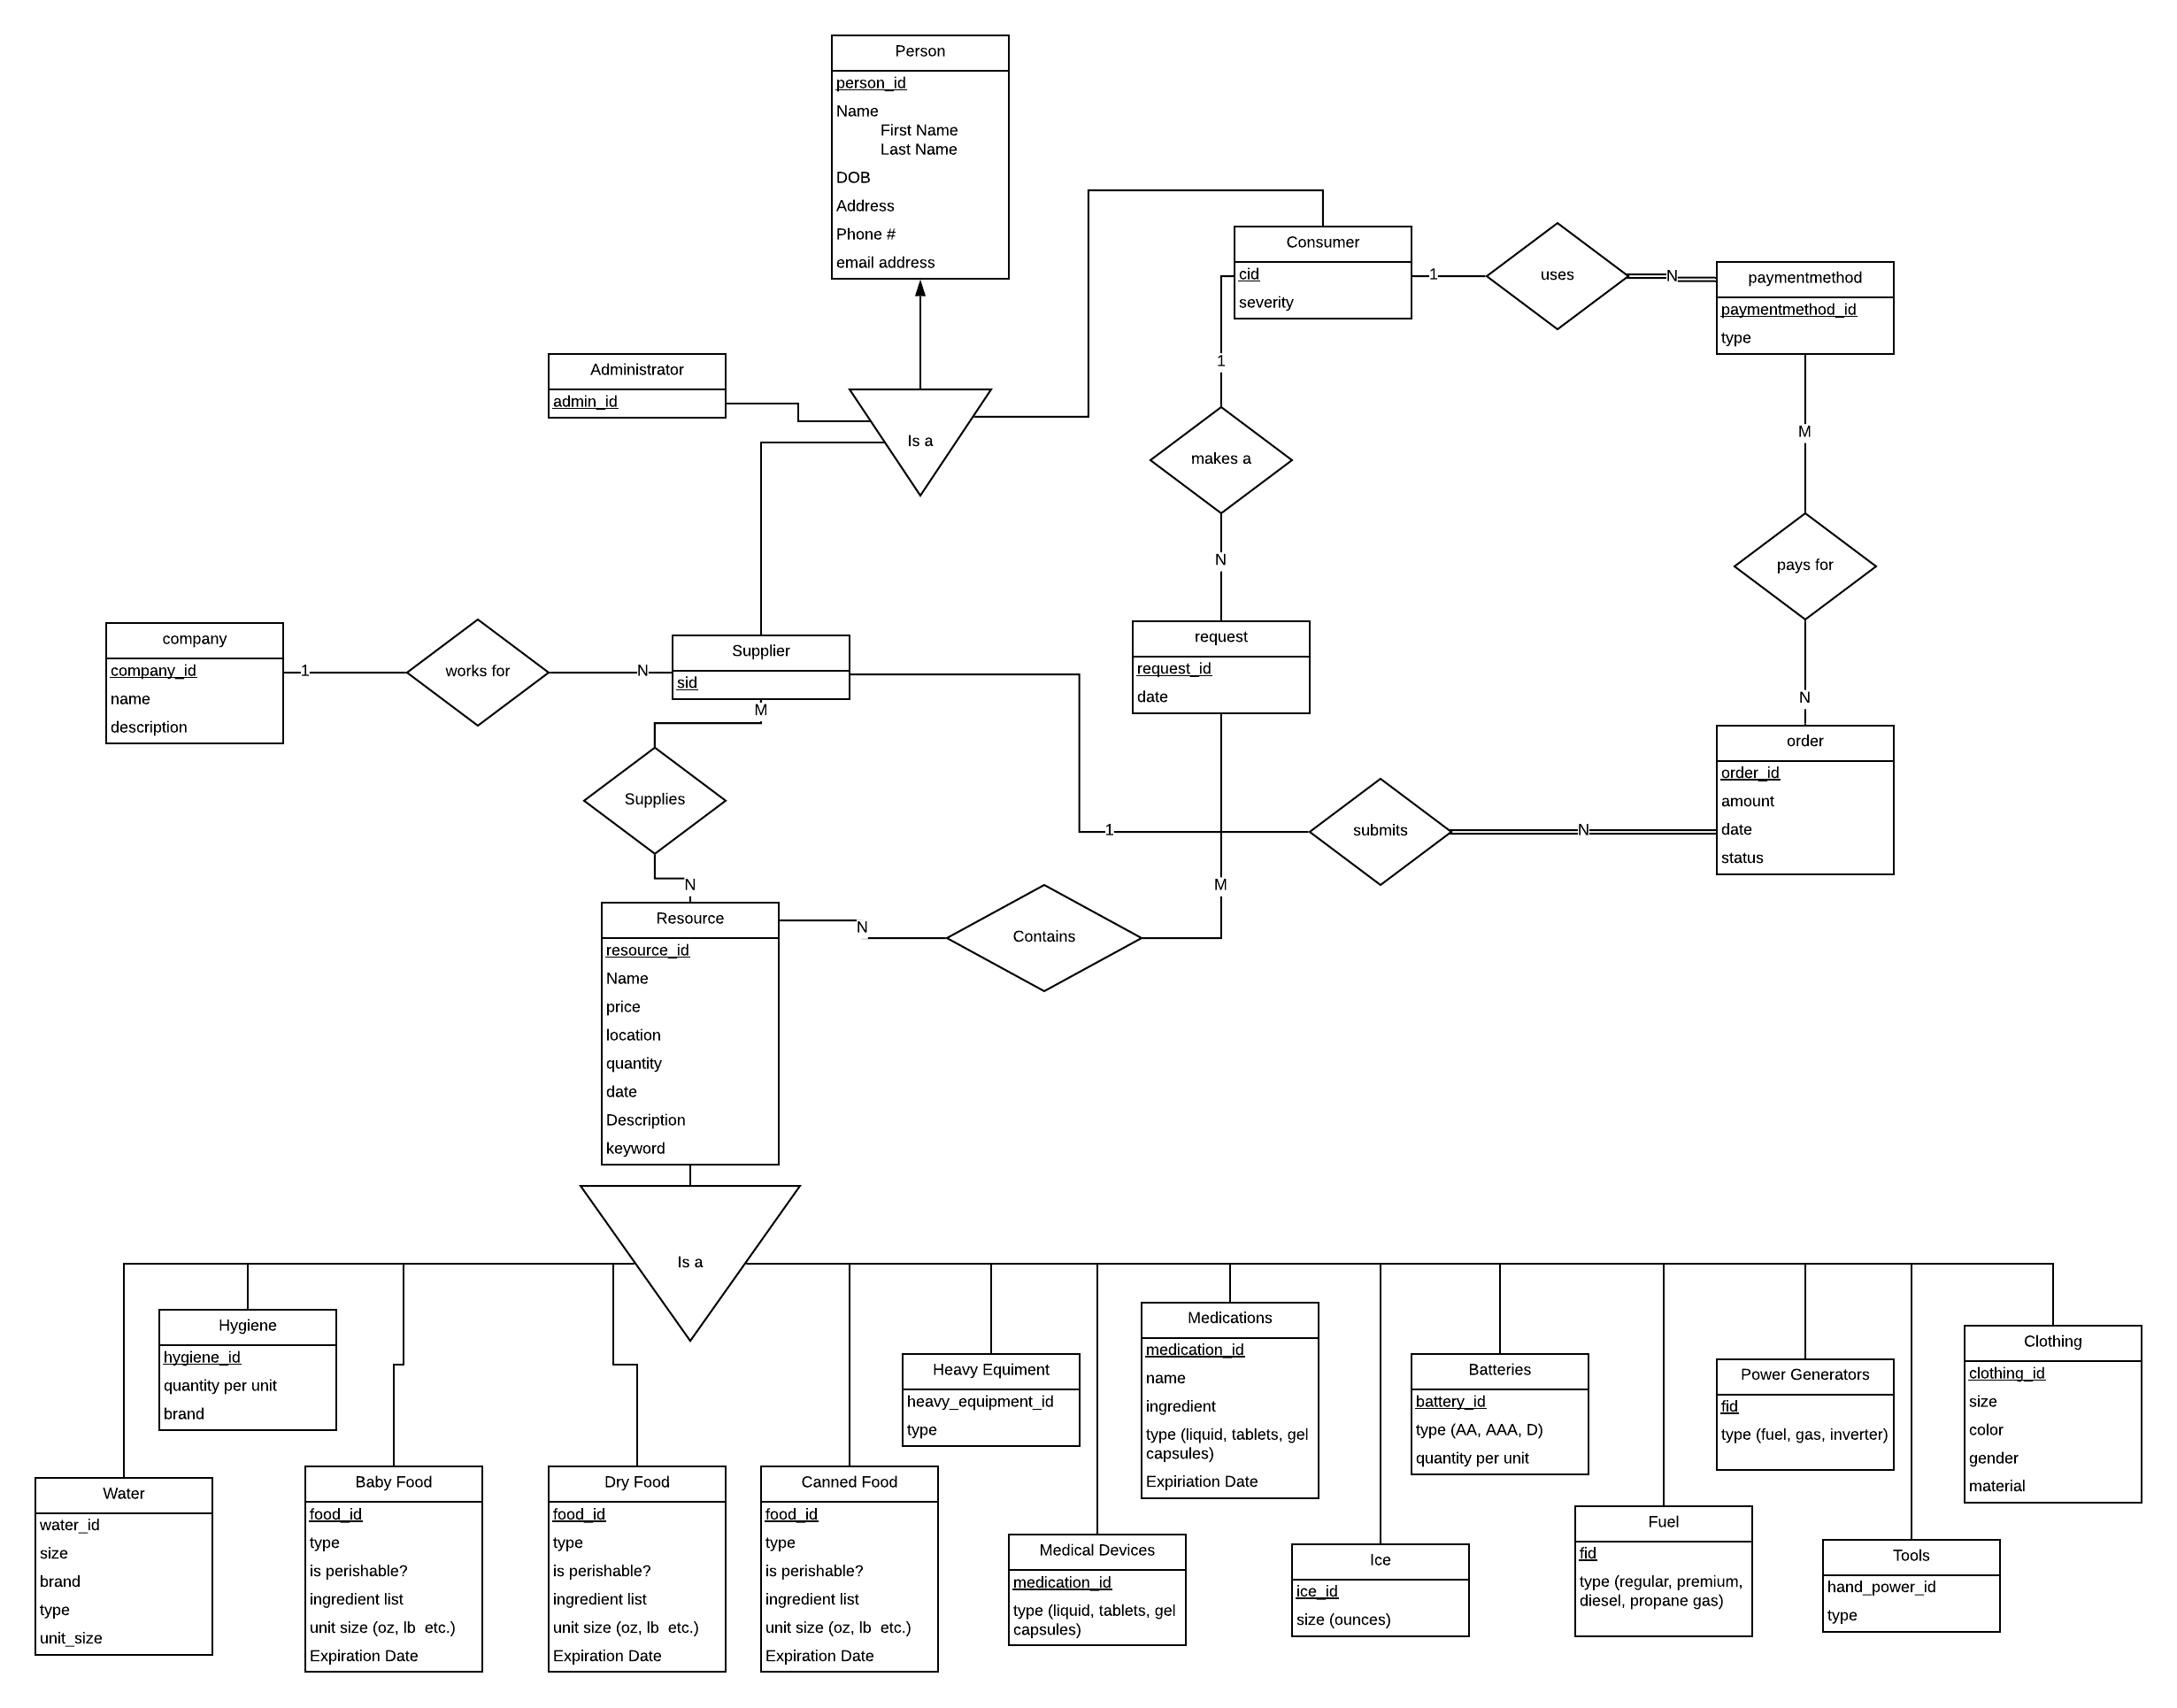 Person
person_id
Name
First Name
Last Name
DOB
Address
Phone #
email address
Consumer
cid
severity
1
uses
N
paymentmethod
paymentmethod_id
type
Administrator
admin_id
Is a
1
makes a
N
M
pays for
N
company
company_id
name
description
1
works for
N
Supplier
sid
M
request
request_id
date
Supplies
N
1
submits
N
order
order_id
amount
date
status
M
Contains
N
Resource
resource_id
Name
price
location
quantity
date
Description
keyword
Is a
Hygiene
hygiene_id
quantity per unit
brand
Water
water_id
size
brand
type
unit_size
Baby Food
food_id
type
is perishable?
ingredient list
unit size (oz, lb  etc.)
Expiration Date
Dry Food
food_id
type
is perishable?
ingredient list
unit size (oz, lb  etc.)
Expiration Date
Canned Food
food_id
type
is perishable?
ingredient list
unit size (oz, lb  etc.)
Expiration Date
Heavy Equiment
heavy_equipment_id
type
Medical Devices
medication_id
type (liquid, tablets, gel
capsules)
Medications
medication_id
name
ingredient
type (liquid, tablets, gel
capsules)
Expiriation Date
Ice
ice_id
size (ounces)
Batteries
battery_id
type (AA, AAA, D)
quantity per unit
Fuel
fid
type (regular, premium,
diesel, propane gas)
Power Generators
fid
type (fuel, gas, inverter)
Tools
hand_power_id
type
Clothing
clothing_id
size
color
gender
material